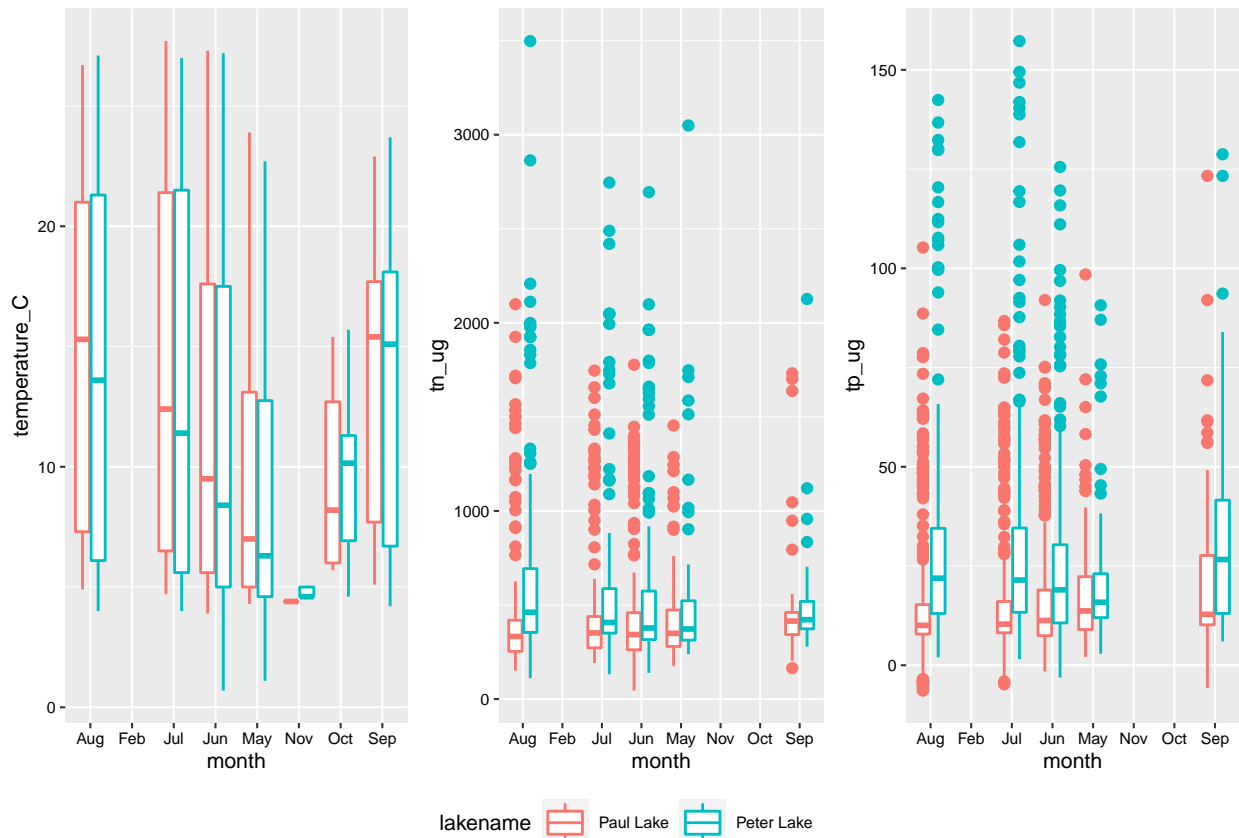 temperature_C
20
10
0
Aug Feb Jul Jun May Nov Oct Sep
month
tn_ug
3000
2000
1000
0
Aug Feb Jul Jun May Nov Oct Sep
month
tp_ug
150
100
50
0
Aug Feb Jul Jun May Nov Oct Sep
month
lakename Paul Lake Peter Lake